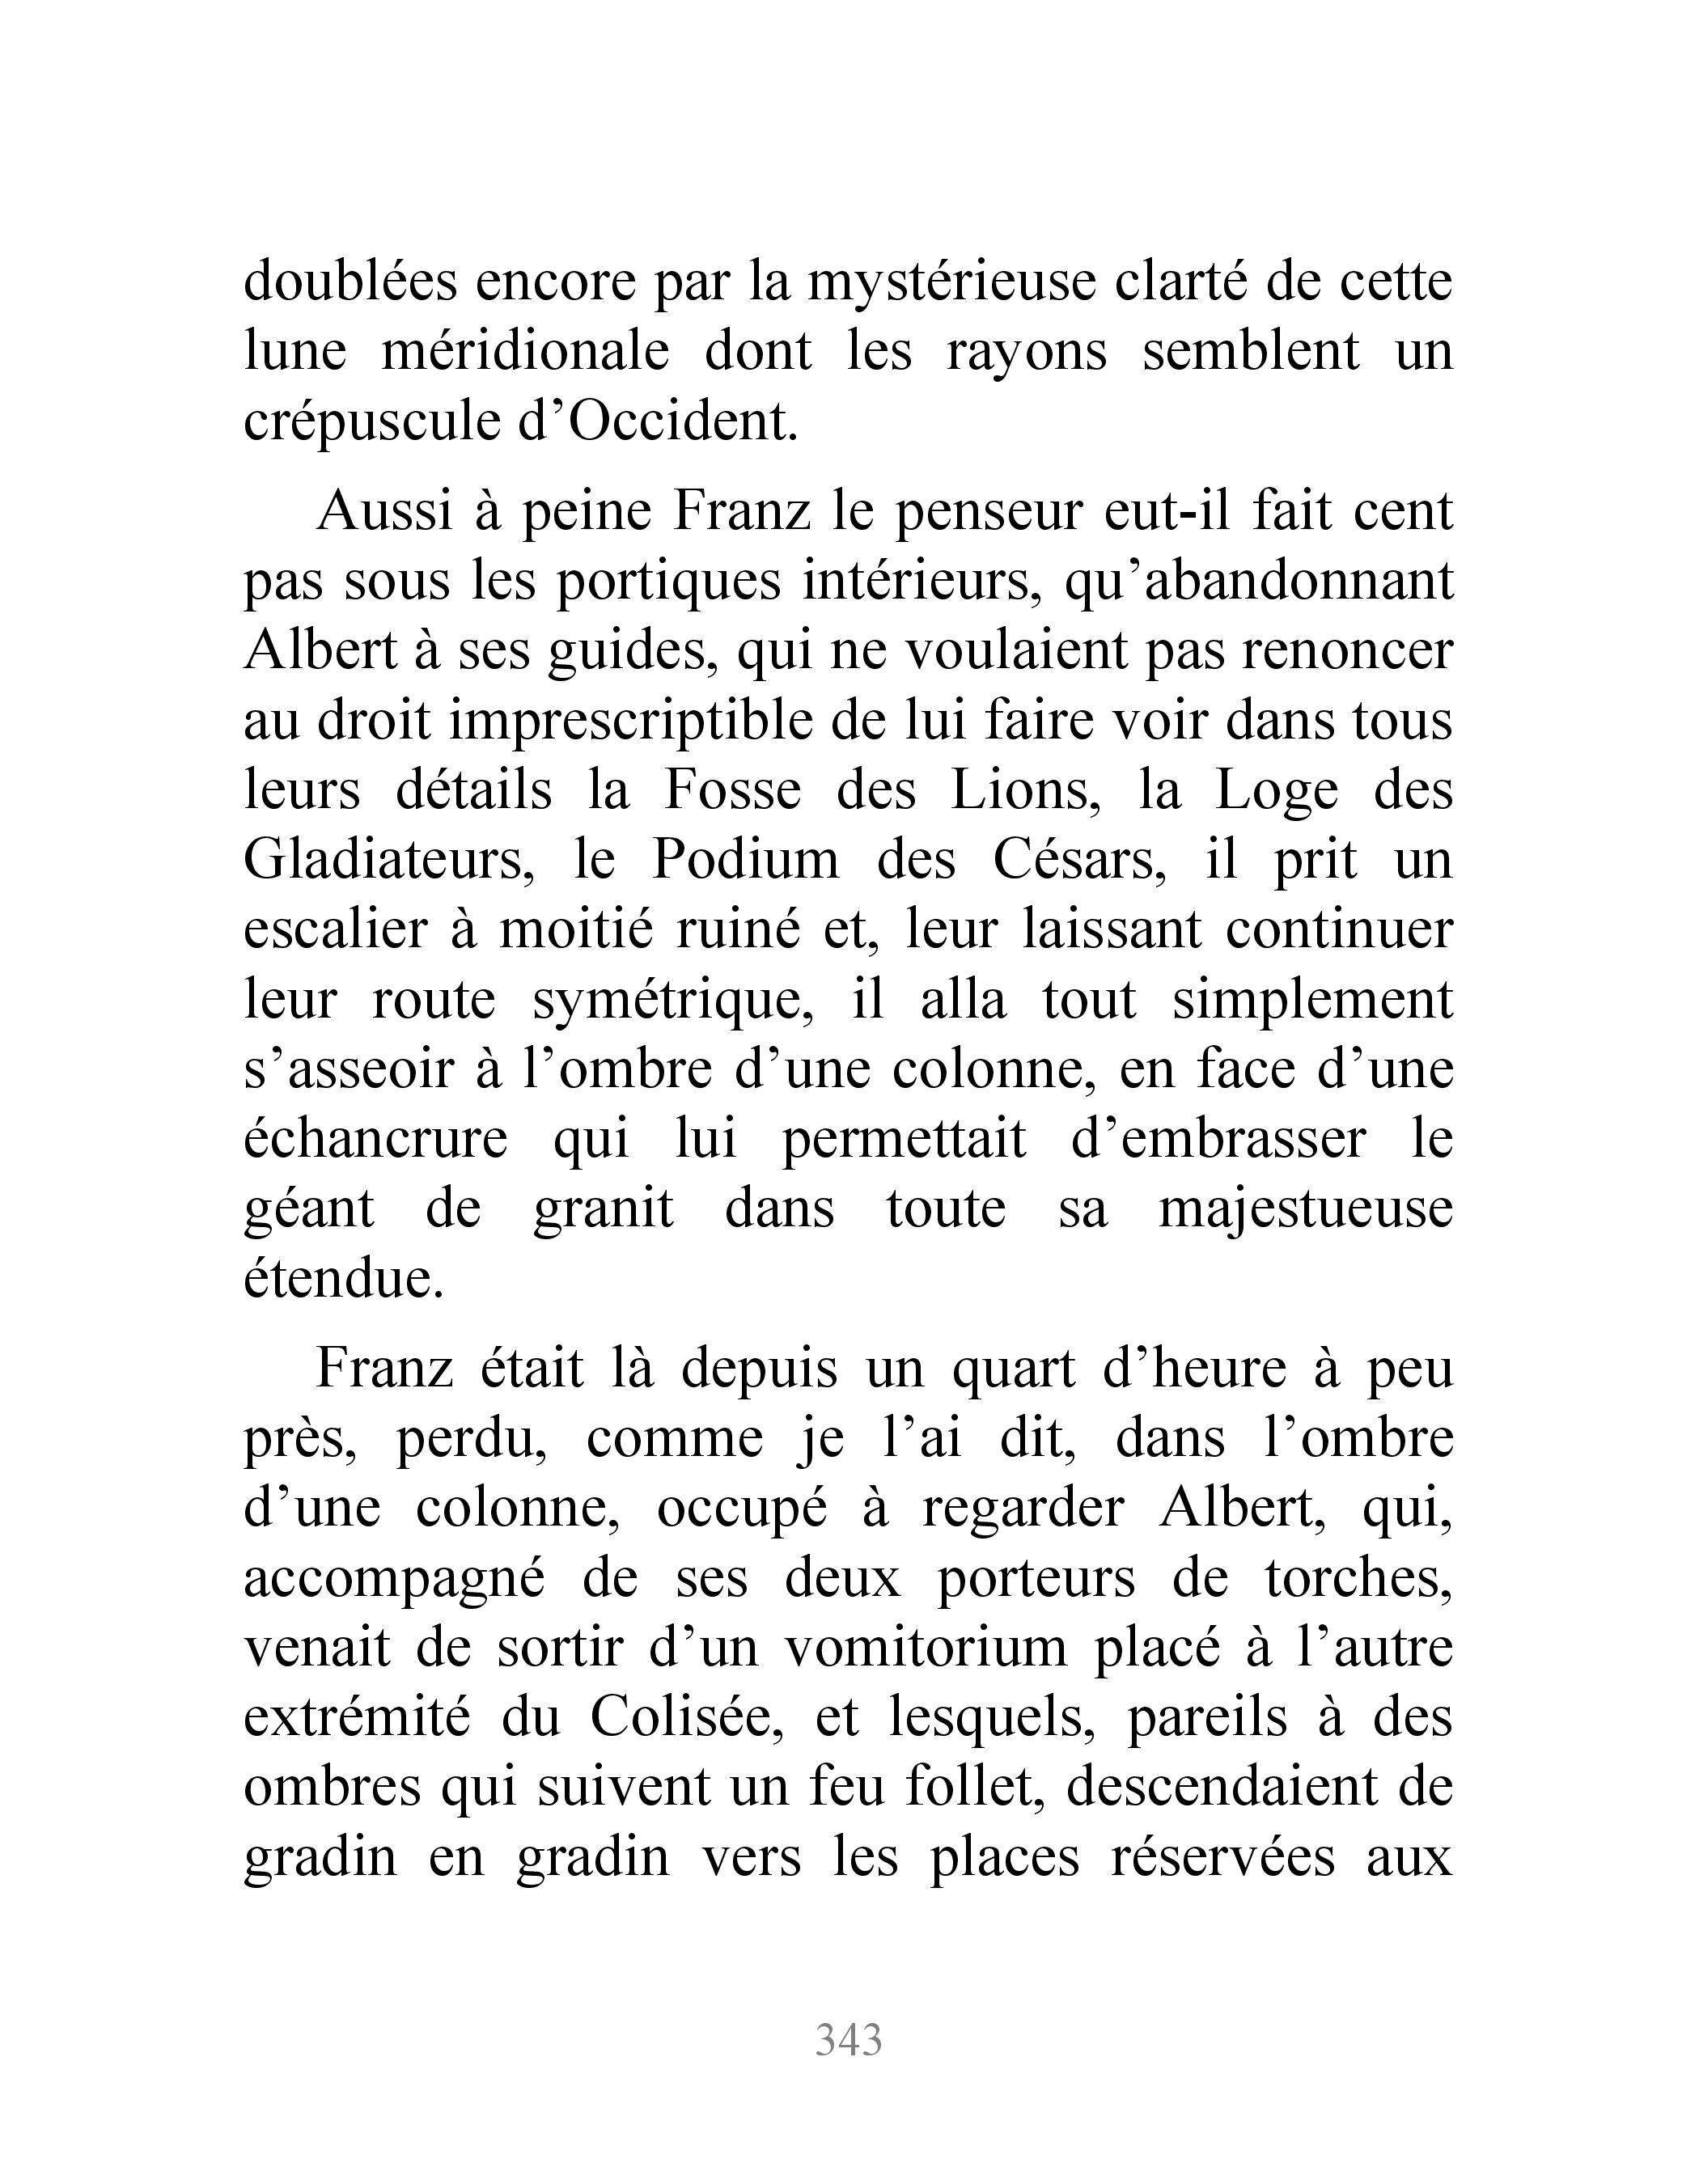 doublées encore par la mystérieuse clarté de cette
lune méridionale dont les rayons semblent un
crépuscule d’Occident.
Aussi à peine Franz le penseur eut-il fait cent
pas sous les portiques intérieurs, qu’abandonnant
Albert à ses guides, qui ne voulaient pas renoncer
au droit imprescriptible de lui faire voir dans tous
leurs détails la Fosse des Lions, la Loge des
Gladiateurs, le Podium des Césars, il prit un
escalier à moitié ruiné et, leur laissant continuer
leur route symétrique, il alla tout simplement
s’asseoir à l’ombre d’une colonne, en face d’une
échancrure qui lui permettait d’embrasser le
géant de granit dans toute sa majestueuse
étendue.
Franz était là depuis un quart d’heure à peu
près, perdu, comme je l’ai dit, dans l’ombre
d’une colonne, occupé à regarder Albert, qui,
accompagné de ses deux porteurs de torches,
venait de sortir d’un vomitorium placé à l’autre
extrémité du Colisée, et lesquels, pareils à des
ombres qui suivent un feu follet, descendaient de
gradin en gradin vers les places réservées aux
343